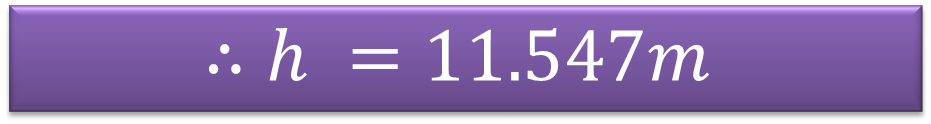 ∴ h = 11.547m